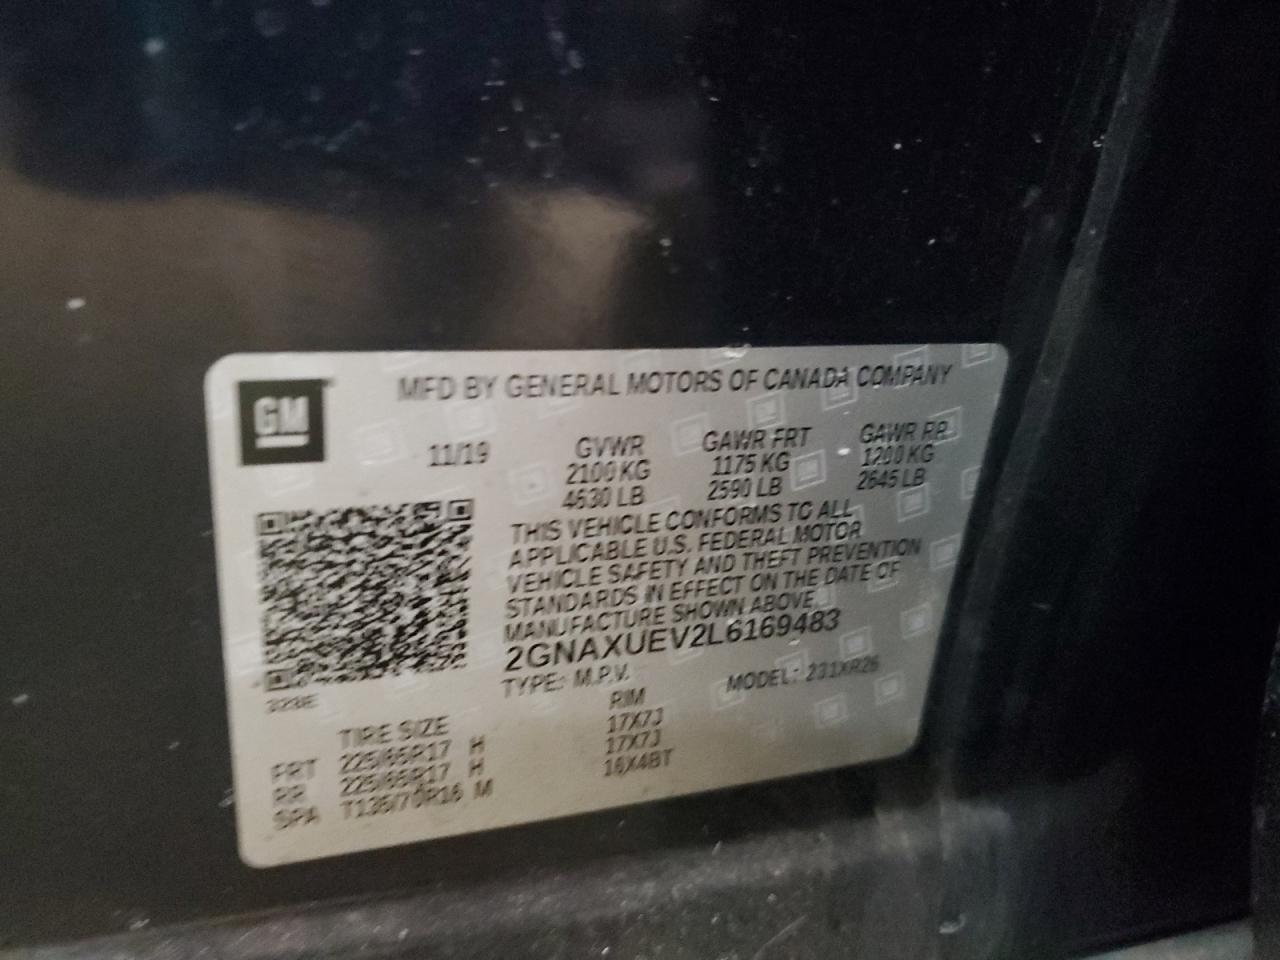 GM
MFD BY GENERAL MOTORS OF CANADA COMPANY
11/19 GVWR GAWR FRT GAWR RR
2100 KG 1175 KG 1200 KG
4630 LB 2590 LB 2645 LB
THIS VEHICLE CONFORMS TO ALL
APPLICABLE U.S. FEDERAL MOTOR
VEHICLE SAFETY AND THEFT PREVENTION
STANDARDS IN EFFECT ON THE DATE OF
MANUFACTURE SHOWN ABOVE.
2GNAXUEV2L6169483
TYPE: M.P.V. MODEL: 231XR26
323E
TIRE SIZE RIM
FRT 225/65R17 H 17X7J
RR 225/65R17 H 17X7J
SPA T135/70R16 M 16X4BT